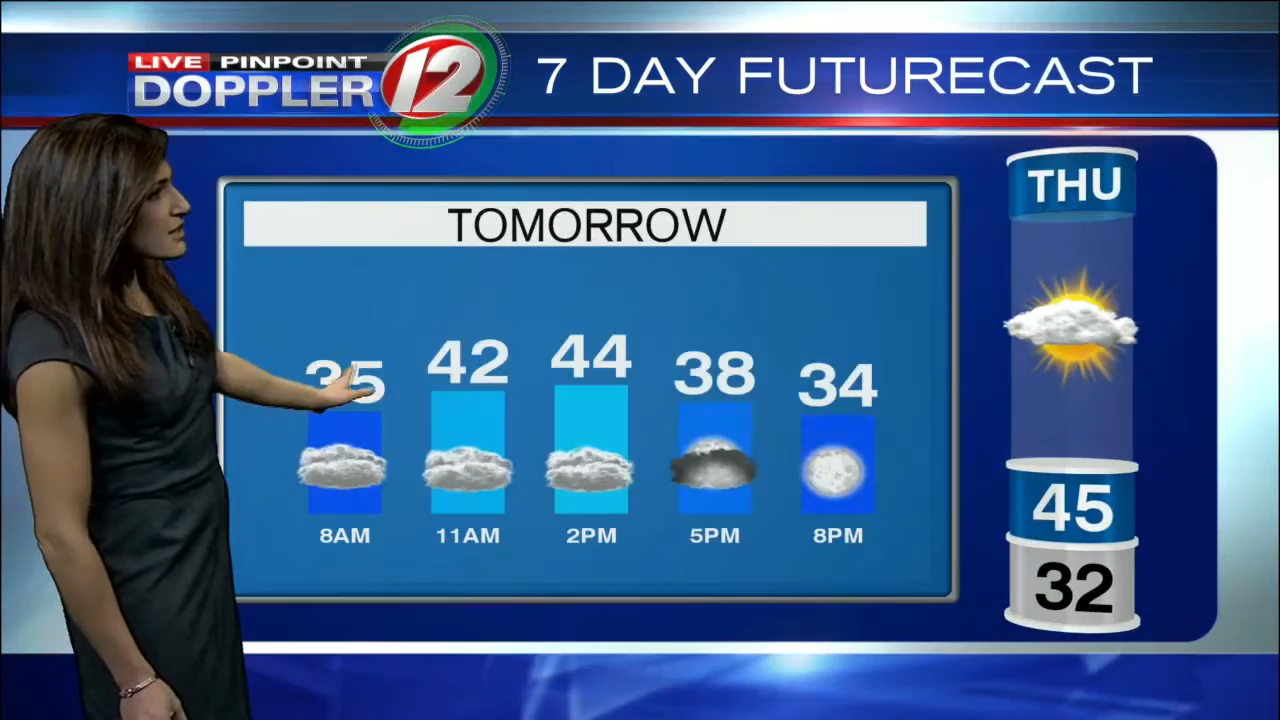 LIVE PINPOINT
DOPPLER 12
7 DAY FUTURECAST
TOMORROW
THU
35 42 44 38 34
8AM 11AM 2PM 5PM 8PM
45
32